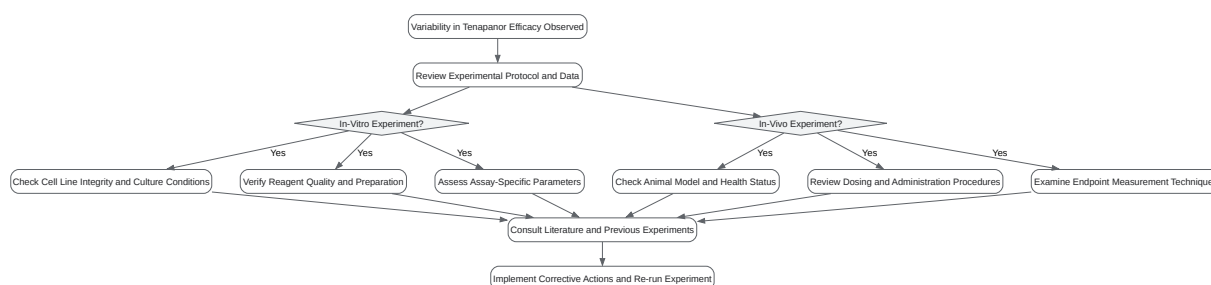 Variability in Tenapanor Efficacy Observed
Review Experimental Protocol and Data
In-Vitro Experiment?
In-Vivo Experiment?
Yes
Yes
Yes
Yes
Yes
Yes
Check Cell Line Integrity and Culture Conditions
Verify Reagent Quality and Preparation
Assess Assay-Specific Parameters
Check Animal Model and Health Status
Review Dosing and Administration Procedures
Examine Endpoint Measurement Technique
Consult Literature and Previous Experiments
Implement Corrective Actions and Re-run Experiment